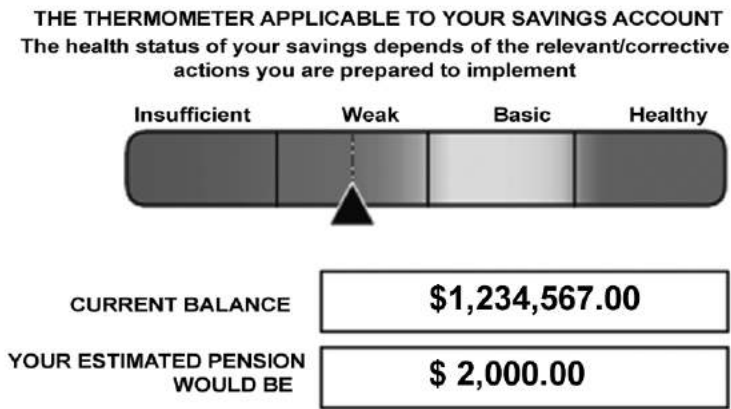 THE THERMOMETER APPLICABLE TO YOUR SAVINGS ACCOUNT
The health status of your savings depends of the relevant/corrective
actions you are prepared to implement
Insufficient Weak Basic Healthy
CURRENT BALANCE $1,234,567.00
YOUR ESTIMATED PENSION
WOULD BE $ 2,000.00